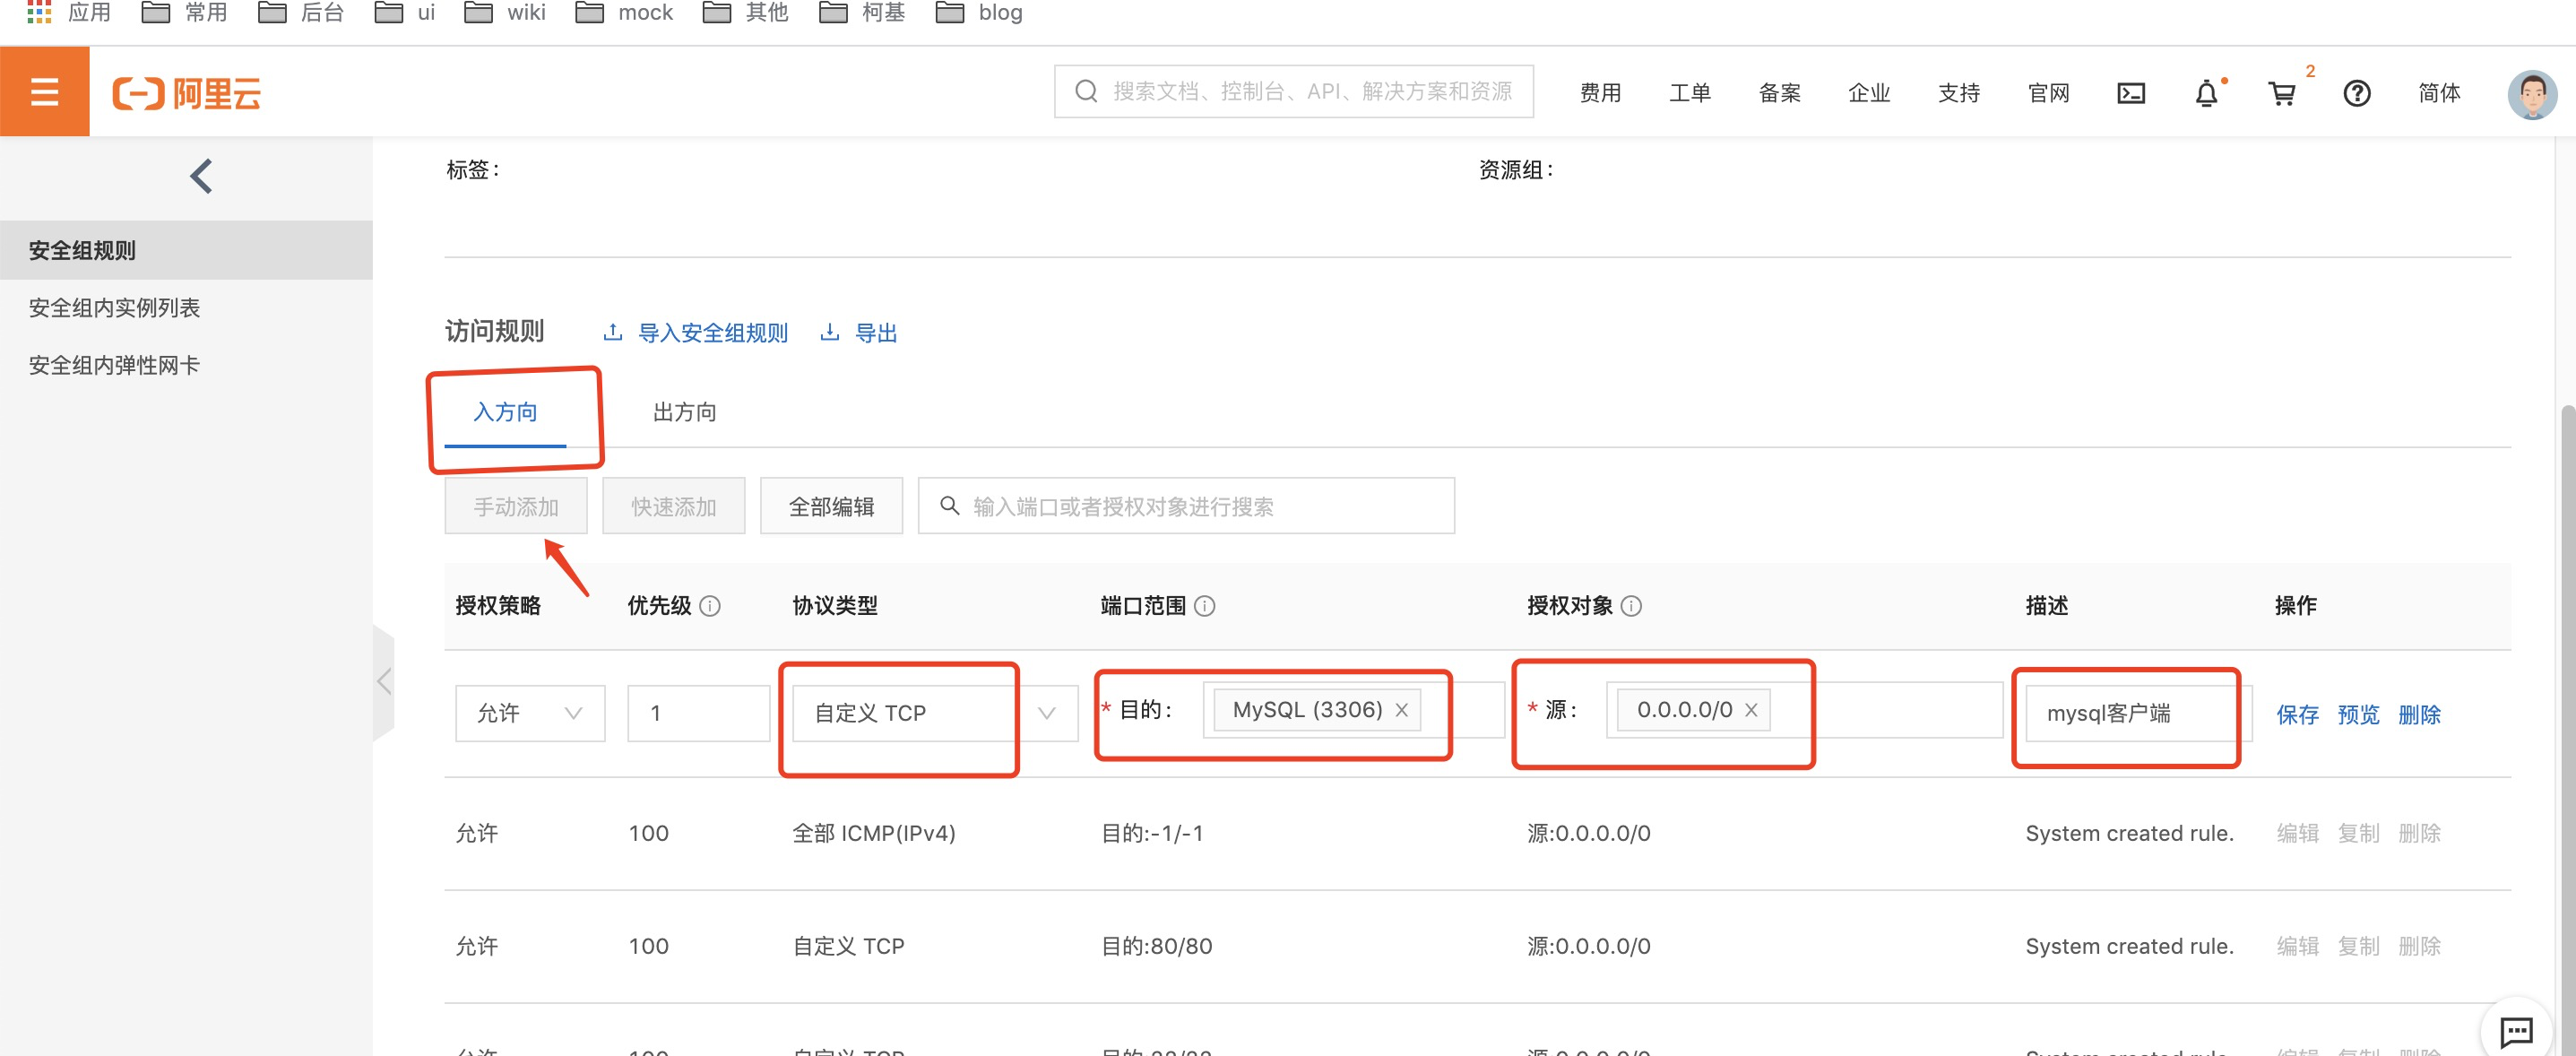 应用 常用 后台 ui wiki mock 其他 柯基 blog
阿里云 搜索文档、控制台、API、解决方案和资源 费用 工单 备案 企业 支持 官网 2 简体
标签: 资源组:
安全组规则
安全组内实例列表
安全组内弹性网卡
访问规则 导入安全组规则 导出
入方向 出方向
手动添加 快速添加 全部编辑 输入端口或者授权对象进行搜索
授权策略 优先级 协议类型 端口范围 授权对象 描述 操作
允许 1 自定义 TCP * 目的: MySQL (3306) × * 源: 0.0.0.0/0 × mysql客户端 保存 预览 删除
允许 100 全部 ICMP(IPv4) 目的:-1/-1 源:0.0.0.0/0 System created rule. 编辑 复制 删除
允许 100 自定义 TCP 目的:80/80 源:0.0.0.0/0 System created rule. 编辑 复制 删除